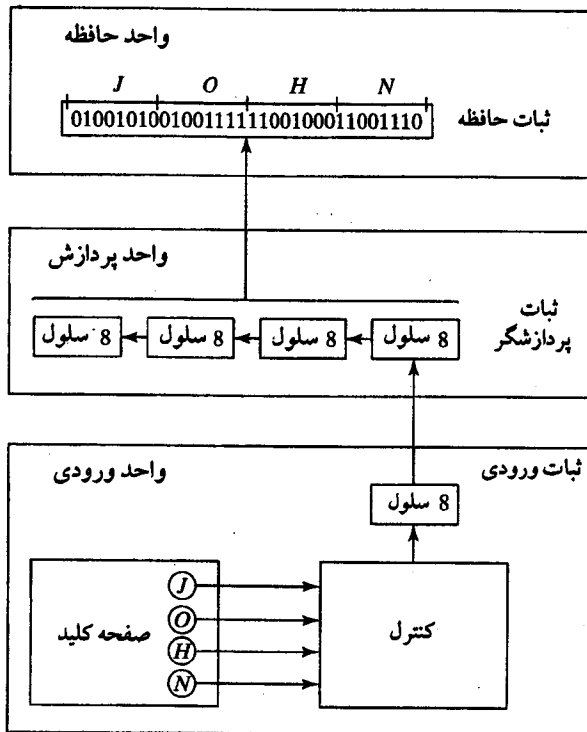 واحد حافظه
J O H N
01001010010011111100100011001110
ثبات حافظه
واحد پردازش
ثبات پردازشگر
8 سلول
8 سلول
8 سلول
8 سلول
ثبات ورودی
واحد ورودی
8 سلول
صفحه کلید
J
O
H
N
کنترل